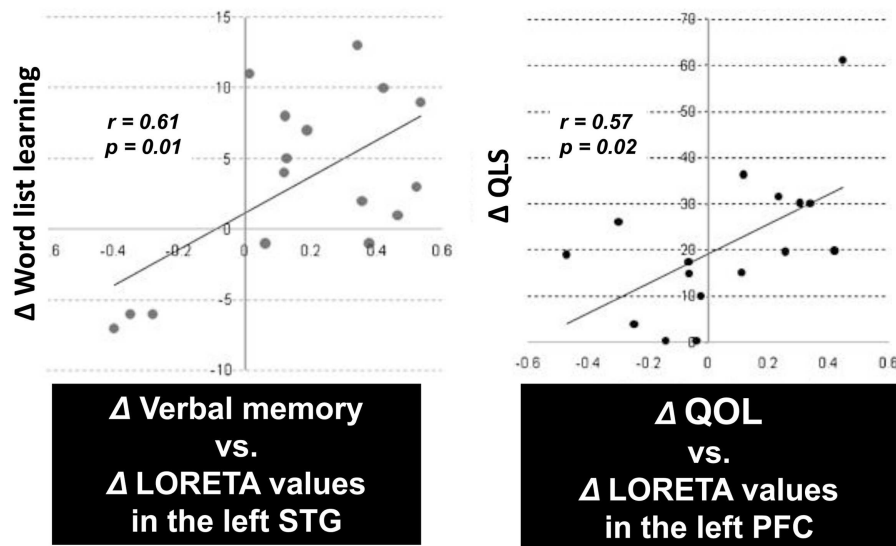 15
10
5
0
-5
-10
.6
-0.4
-0.2
0
0.2
0.4
0.6
Δ Word list learning
r = 0.61
p = 0.01
Δ Verbal memory
vs.
Δ LORETA values
in the left STG
70
60
50
40
30
20
10
0
-0.6
-0.4
-0.2
0
0.2
0.4
0.6
Δ QLS
r = 0.57
p = 0.02
Δ QOL
vs.
Δ LORETA values
in the left PFC